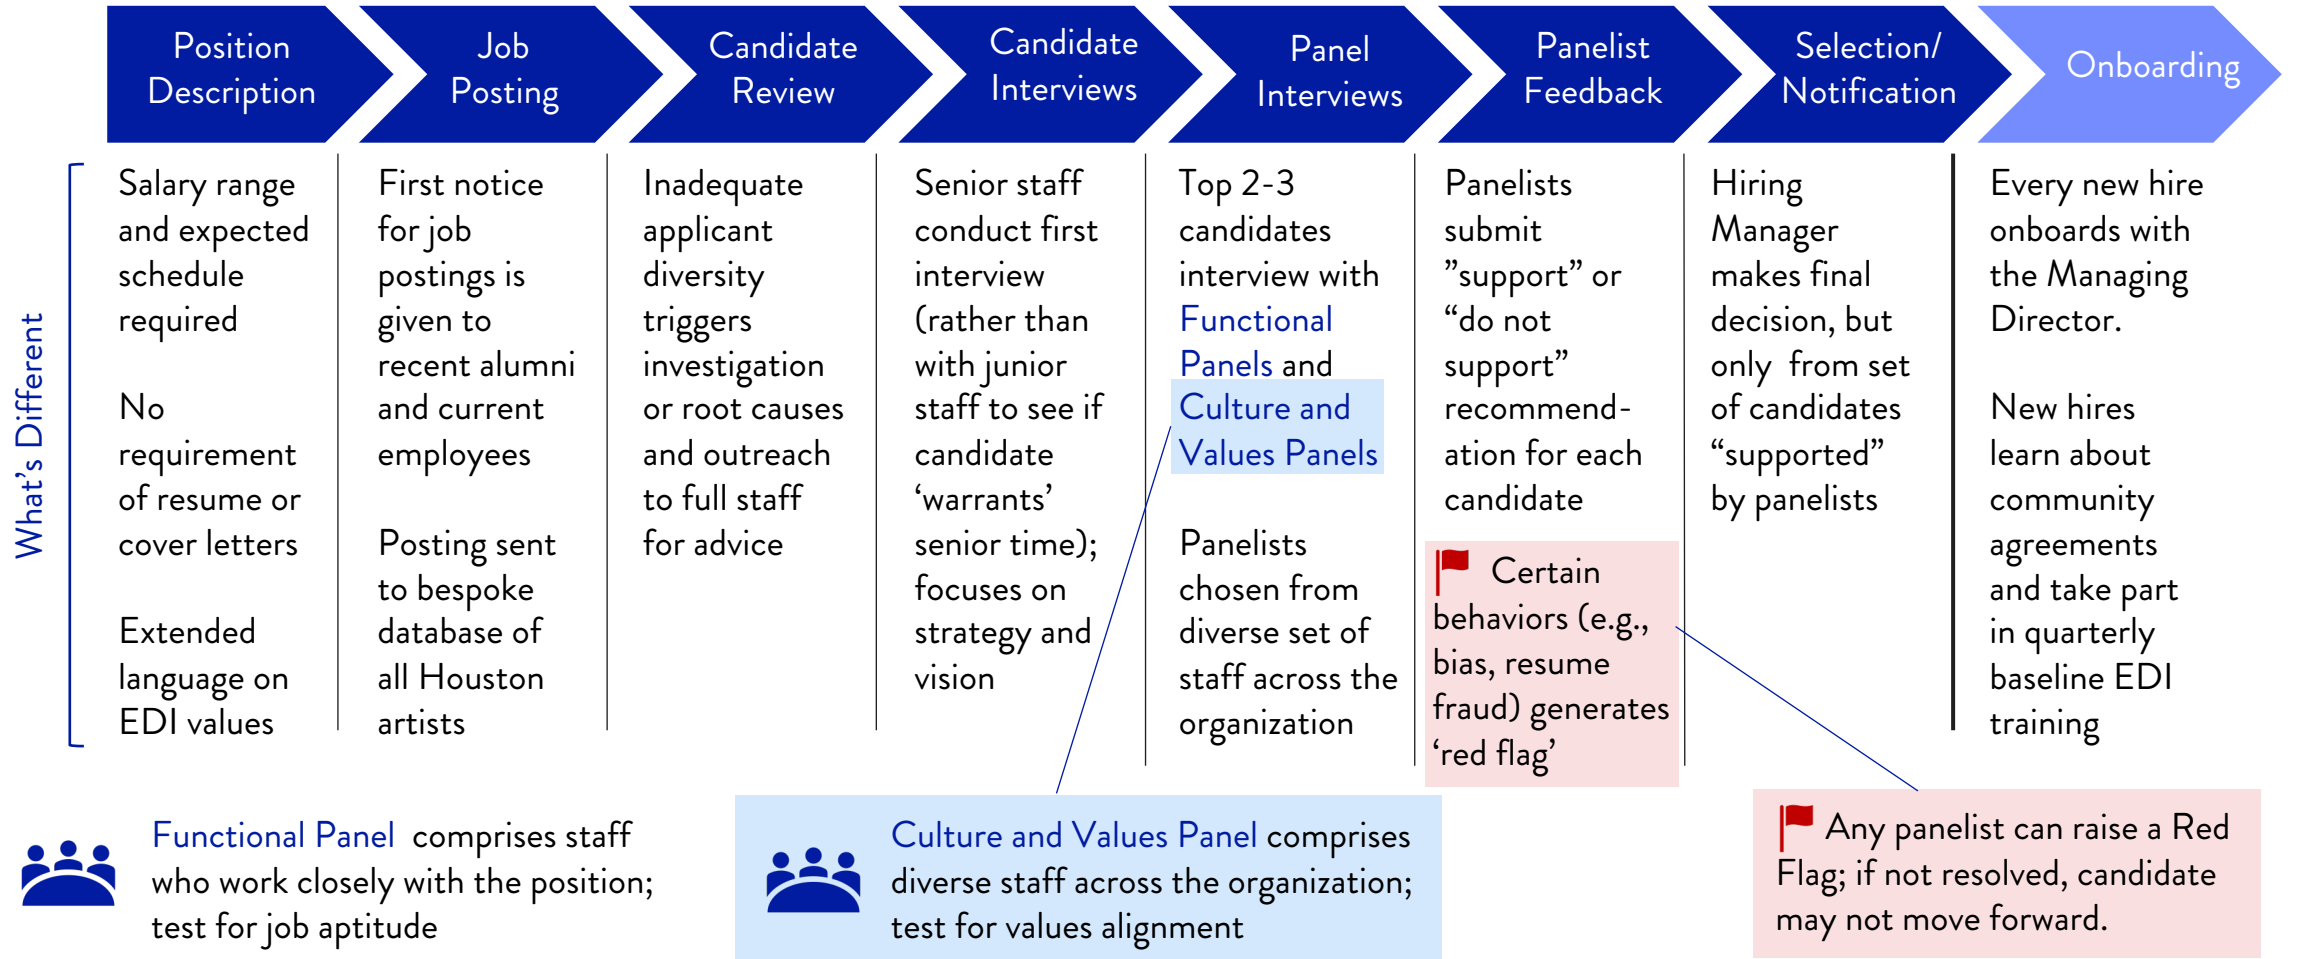 Position
Description
Job
Posting
Candidate
Review
Candidate
Interviews
Panel
Interviews
Panelist
Feedback
Selection/
Notification
Onboarding
What's Different
Salary range
and expected
schedule
required
No
requirement
of resume or
cover letters
Extended
language on
EDI values
First notice
for job
postings is
given to
recent alumni
and current
employees
Posting sent
to bespoke
database of
all Houston
artists
Inadequate
applicant
diversity
triggers
investigation
or root causes
and outreach
to full staff
for advice
Senior staff
conduct first
interview
(rather than
with junior
staff to see if
candidate
‘warrants’
senior time);
focuses on
strategy and
vision
Top 2-3
candidates
interview with
Functional
Panels and
Culture and
Values Panels
Panelists
chosen from
diverse set of
staff across the
organization
Panelists
submit
”support” or
“do not
support”
recommend-
ation for each
candidate
Certain
behaviors (e.g.,
bias, resume
fraud) generates
‘red flag’
Hiring
Manager
makes final
decision, but
only from set
of candidates
“supported”
by panelists
Every new hire
onboards with
the Managing
Director.
New hires
learn about
community
agreements
and take part
in quarterly
baseline EDI
training
Functional Panel comprises staff
who work closely with the position;
test for job aptitude
Culture and Values Panel comprises
diverse staff across the organization;
test for values alignment
Any panelist can raise a Red
Flag; if not resolved, candidate
may not move forward.